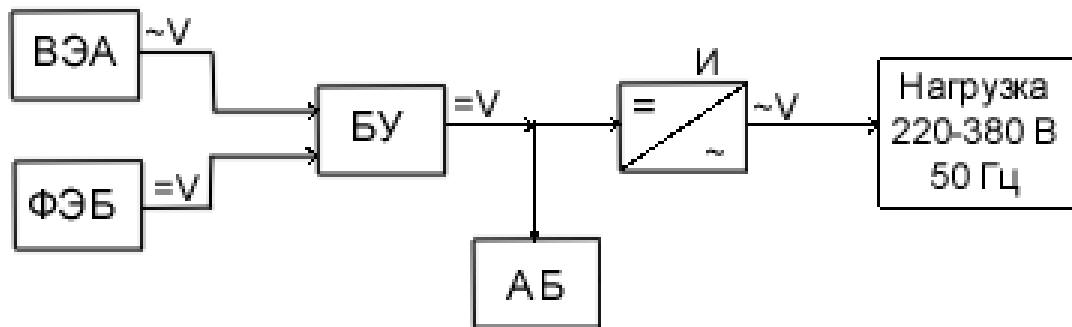 ВЭА
~V
ФЭБ
=V
БУ
=V
АБ
И
=
~
~V
Нагрузка
220-380 В
50 Гц